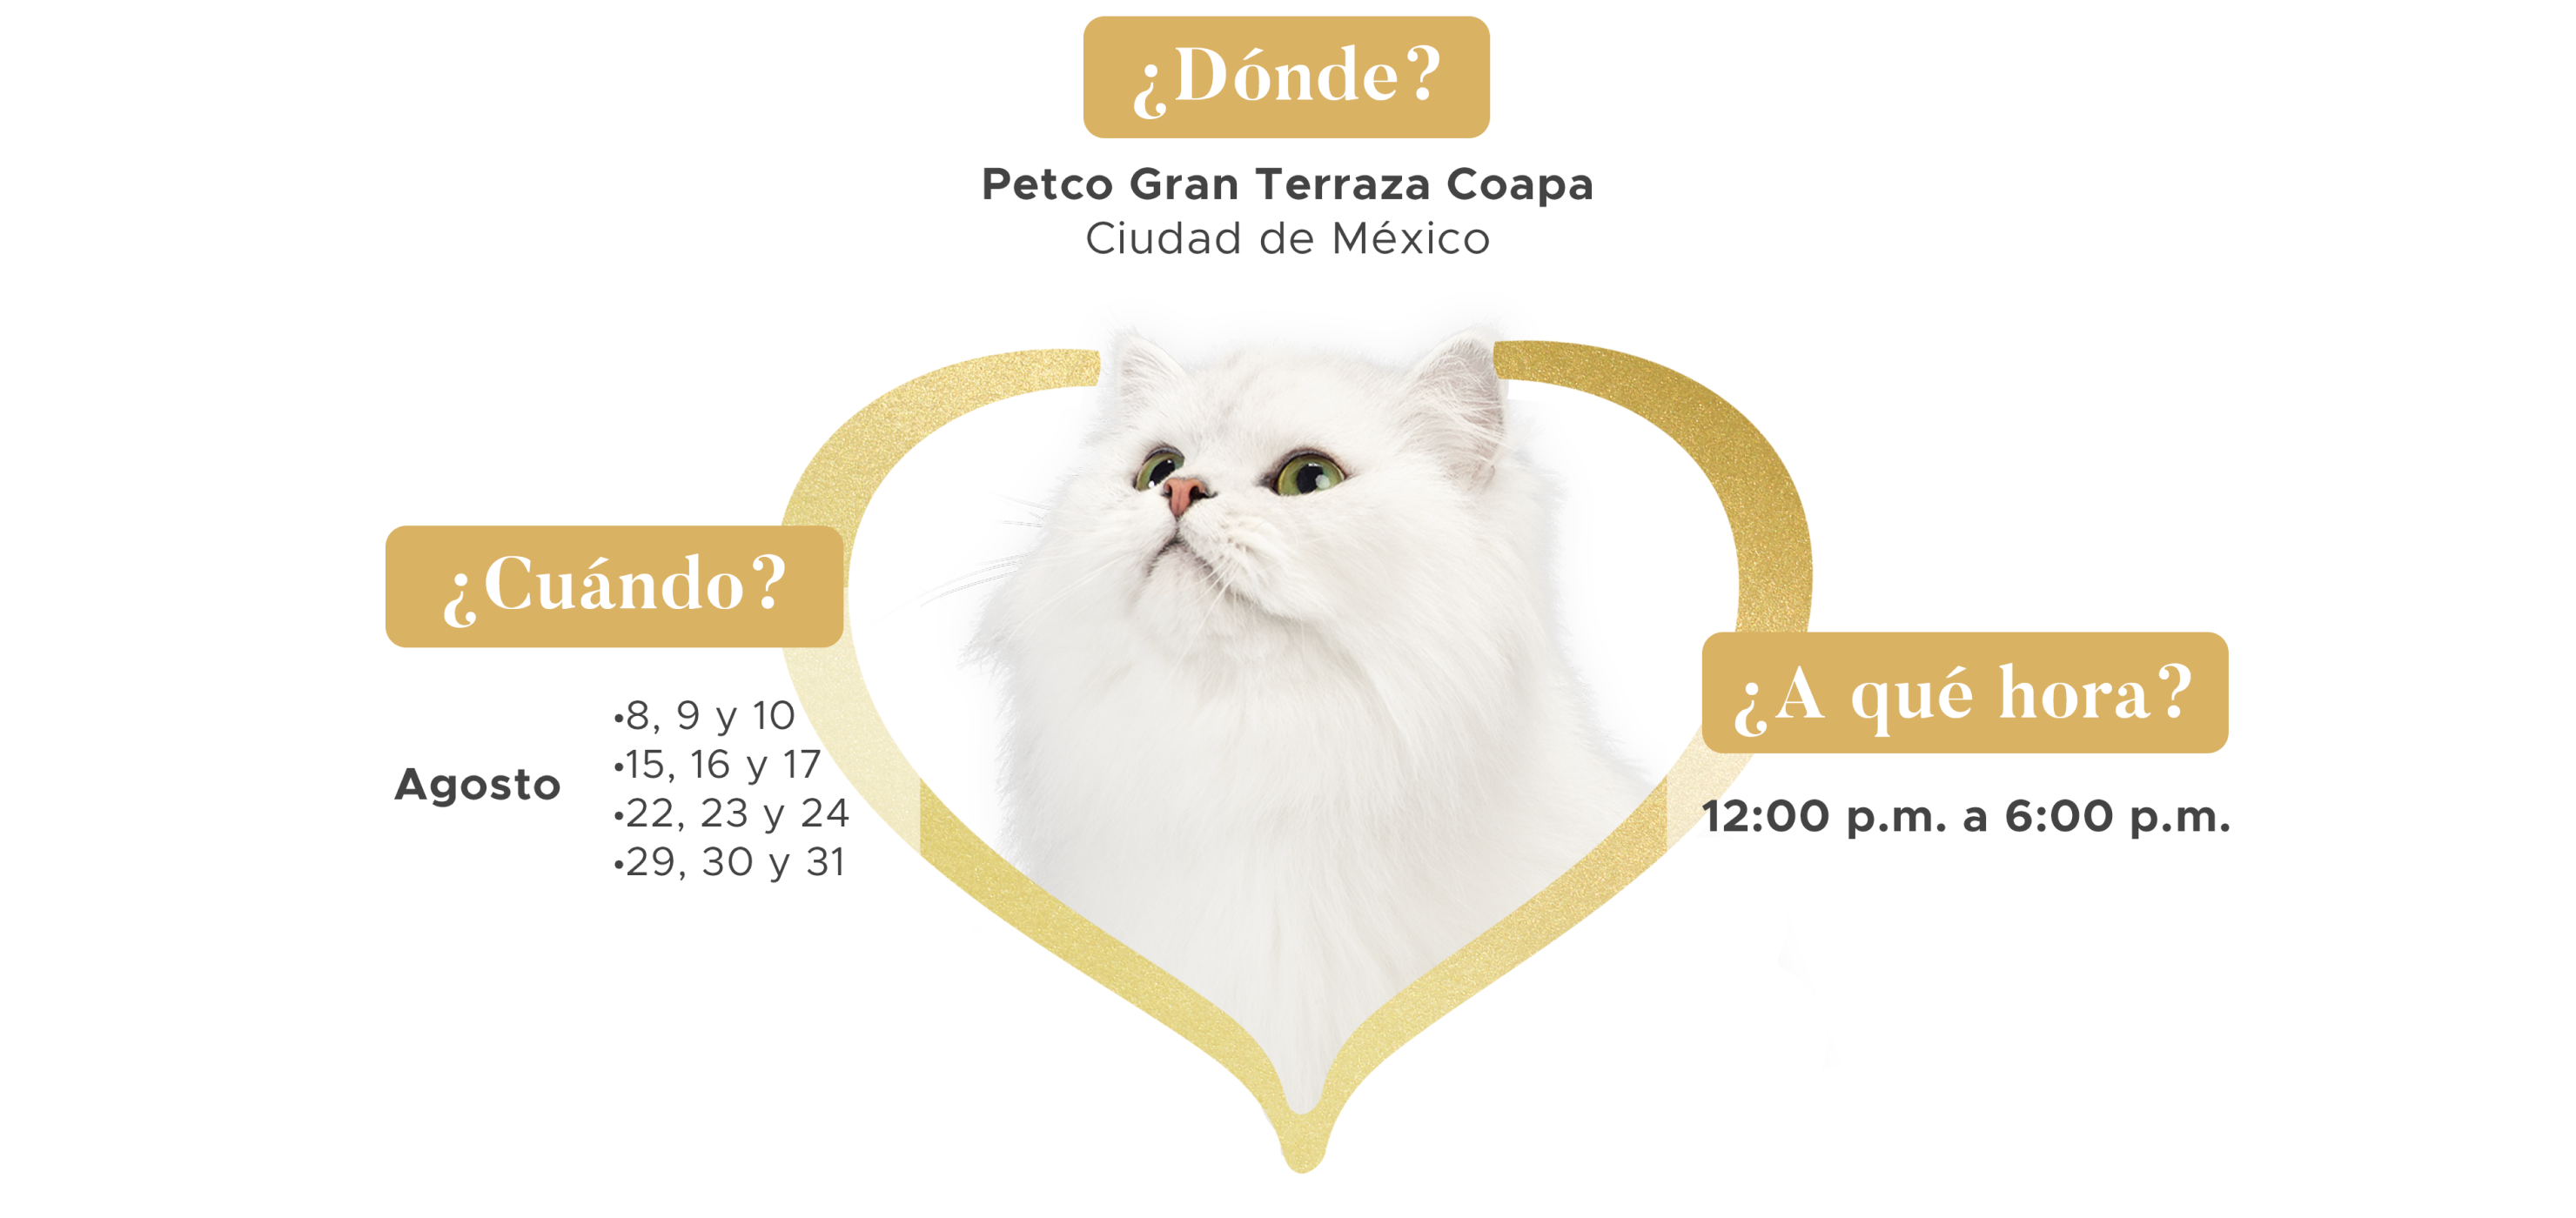 ¿Dónde?
Petco Gran Terraza Coapa
Ciudad de México
¿Cuándo?
Agosto
•8, 9 y 10
•15, 16 y 17
•22, 23 y 24
•29, 30 y 31
¿A qué hora?
12:00 p.m. a 6:00 p.m.